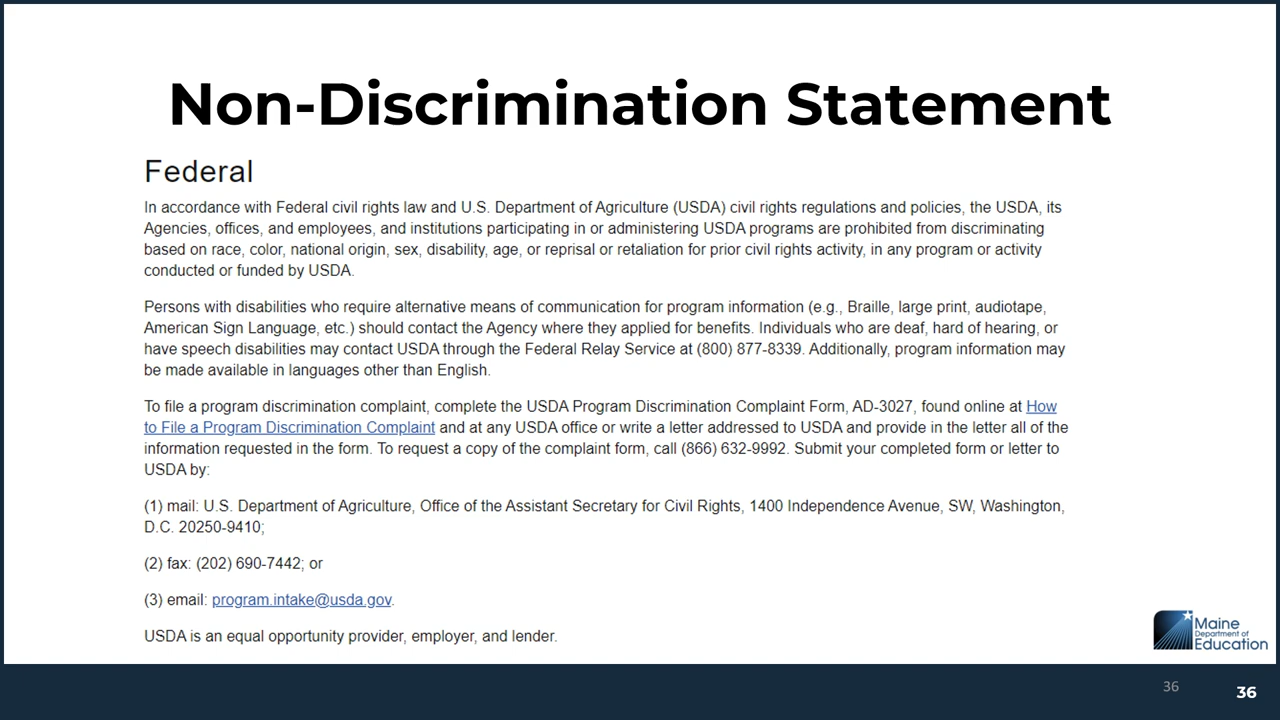 Non-Discrimination Statement
Federal
In accordance with Federal civil rights law and U.S. Department of Agriculture (USDA) civil rights regulations and policies, the USDA, its
Agencies, offices, and employees, and institutions participating in or administering USDA programs are prohibited from discriminating
based on race, color, national origin, sex, disability, age, or reprisal or retaliation for prior civil rights activity, in any program or activity
conducted or funded by USDA.
Persons with disabilities who require alternative means of communication for program information (e.g., Braille, large print, audiotape,
American Sign Language, etc.) should contact the Agency where they applied for benefits. Individuals who are deaf, hard of hearing, or
have speech disabilities may contact USDA through the Federal Relay Service at (800) 877-8339. Additionally, program information may
be made available in languages other than English.
To file a program discrimination complaint, complete the USDA Program Discrimination Complaint Form, AD-3027, found online at How
to File a Program Discrimination Complaint and at any USDA office or write a letter addressed to USDA and provide in the letter all of the
information requested in the form. To request a copy of the complaint form, call (866) 632-9992. Submit your completed form or letter to
USDA by:
(1) mail: U.S. Department of Agriculture, Office of the Assistant Secretary for Civil Rights, 1400 Independence Avenue, SW, Washington,
D.C. 20250-9410;
(2) fax: (202) 690-7442; or
(3) email: program.intake@usda.gov.
USDA is an equal opportunity provider, employer, and lender.
Maine
Department of
Education
36
36